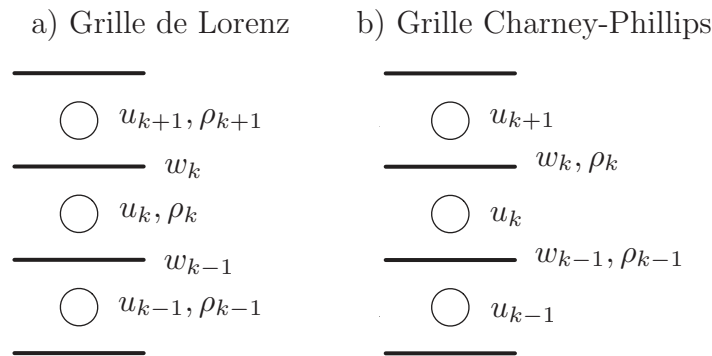 a) Grille de Lorenz
u_{k+1}, ρ_{k+1}
w_k
u_k, ρ_k
w_{k−1}
u_{k−1}, ρ_{k−1}
b) Grille Charney-Phillips
u_{k+1}
w_k, ρ_k
u_k
w_{k−1}, ρ_{k−1}
u_{k−1}